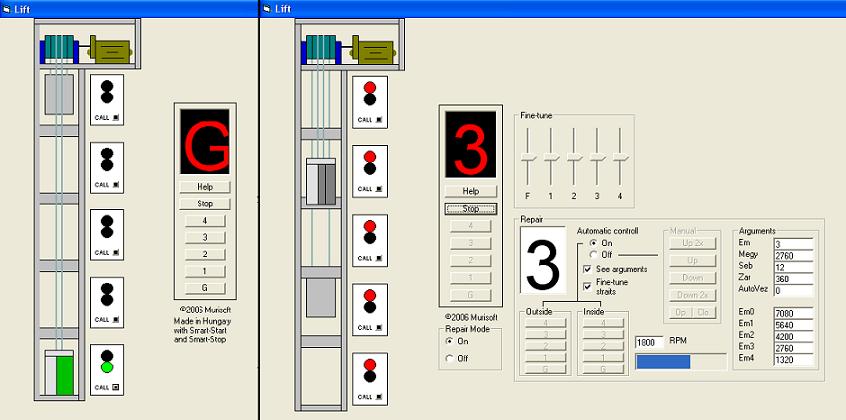 Lift
CALL
CALL
CALL
CALL
CALL
G
Help
Stop
4
3
2
1
G
©2006 Murisoft
Made in Hungay
with Smart-Start
and Smart-Stop
Lift
CALL
CALL
CALL
CALL
CALL
3
Help
Stop
4
3
2
1
G
©2006 Murisoft
Repair Mode
On
Off
Fine-tune
F 1 2 3 4
Repair
3
Automatic controll
On
Off
See arguments
Fine-tune
straits
Outside
4
3
2
1
G
Inside
4
3
2
1
G
Manual
Up 2x
Up
Down
Down 2x
Op Clo
1800 RPM
Arguments
Em 3
Megy 2760
Seb 12
Zar 360
AutoVez 0
Em0 7080
Em1 5640
Em2 4200
Em3 2760
Em4 1320